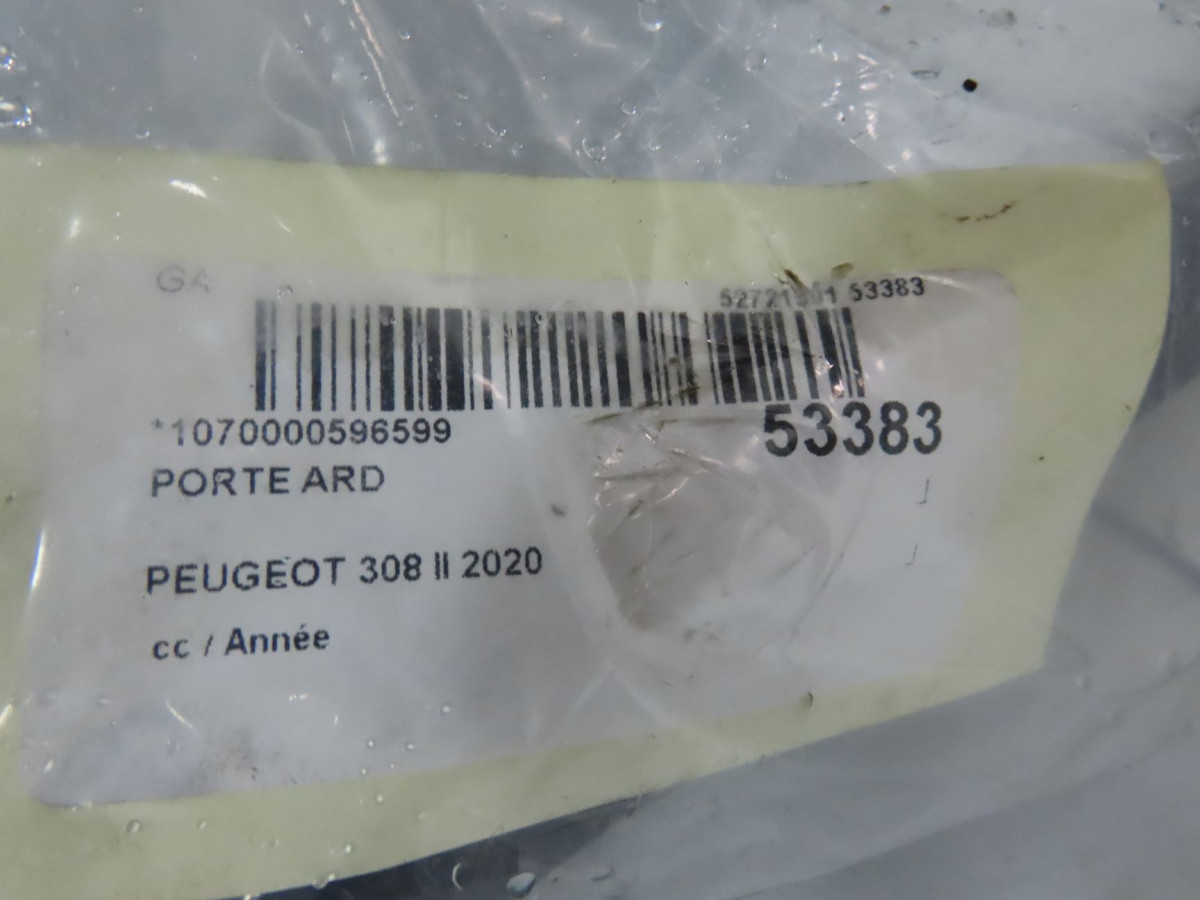 GA
53383
*1070000596599
53383
PORTE ARD
PEUGEOT 308 II 2020
cc / Année